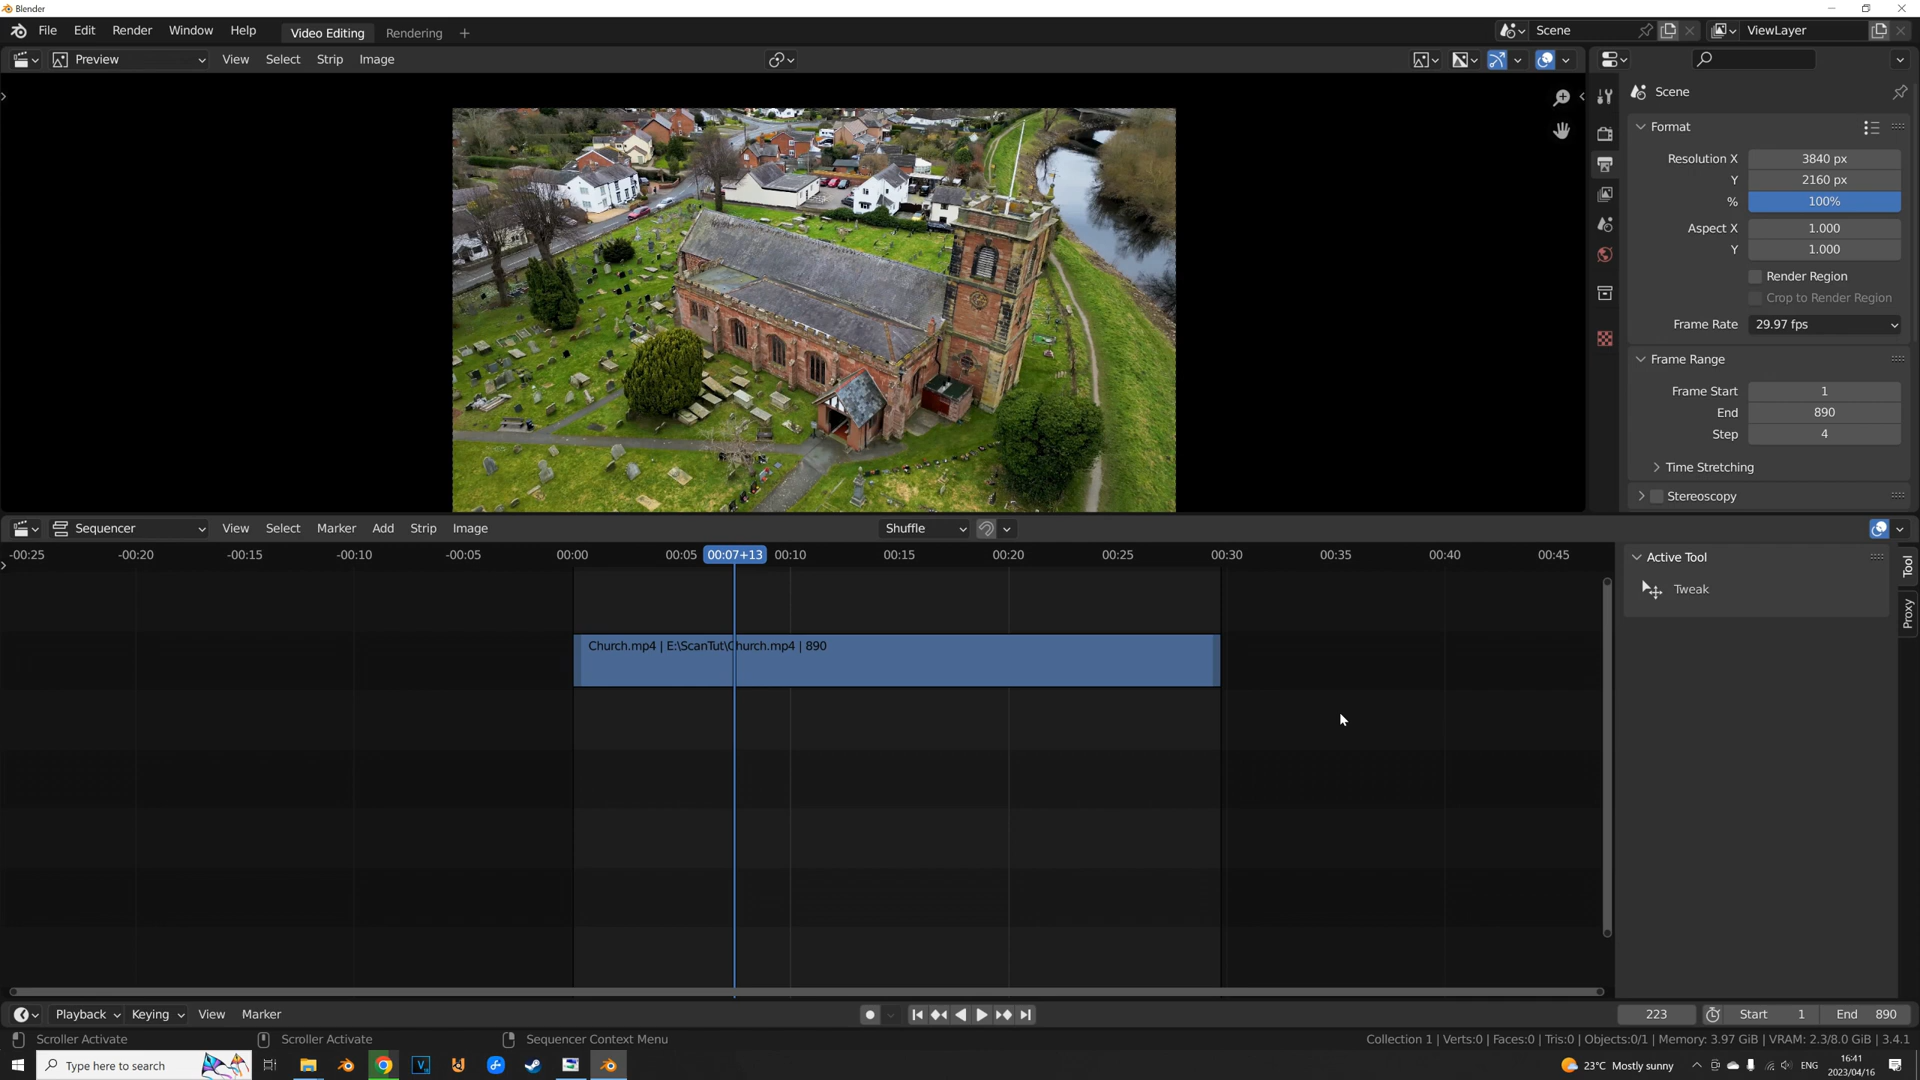 Blender
File Edit Render Window Help Video Editing Rendering + Scene ViewLayer
Preview View Select Strip Image
Scene
Format
Resolution X 3840 px
Y 2160 px
% 100%
Aspect X 1.000
Y 1.000
Render Region
Crop to Render Region
Frame Rate 29.97 fps
Frame Range
Frame Start 1
End 890
Step 4
Time Stretching
Stereoscopy
Sequencer View Select Marker Add Strip Image Shuffle
-00:25 -00:20 -00:15 -00:10 -00:05 00:00 00:05 00:07+13 00:10 00:15 00:20 00:25 00:30 00:35 00:40 00:45
Active Tool
Tweak
Tool
Proxy
Church.mp4 | E:\ScanTut\Church.mp4 | 890
Playback Keying View Marker 223 Start 1 End 890
Scroller Activate Scroller Activate Sequencer Context Menu Collection 1 | Verts:0 | Faces:0 | Tris:0 | Objects:0/1 | Memory: 3.97 GiB | VRAM: 2.3/8.0 GiB | 3.4.1
Type here to search 23°C Mostly sunny ENG 16:41
2023/04/16